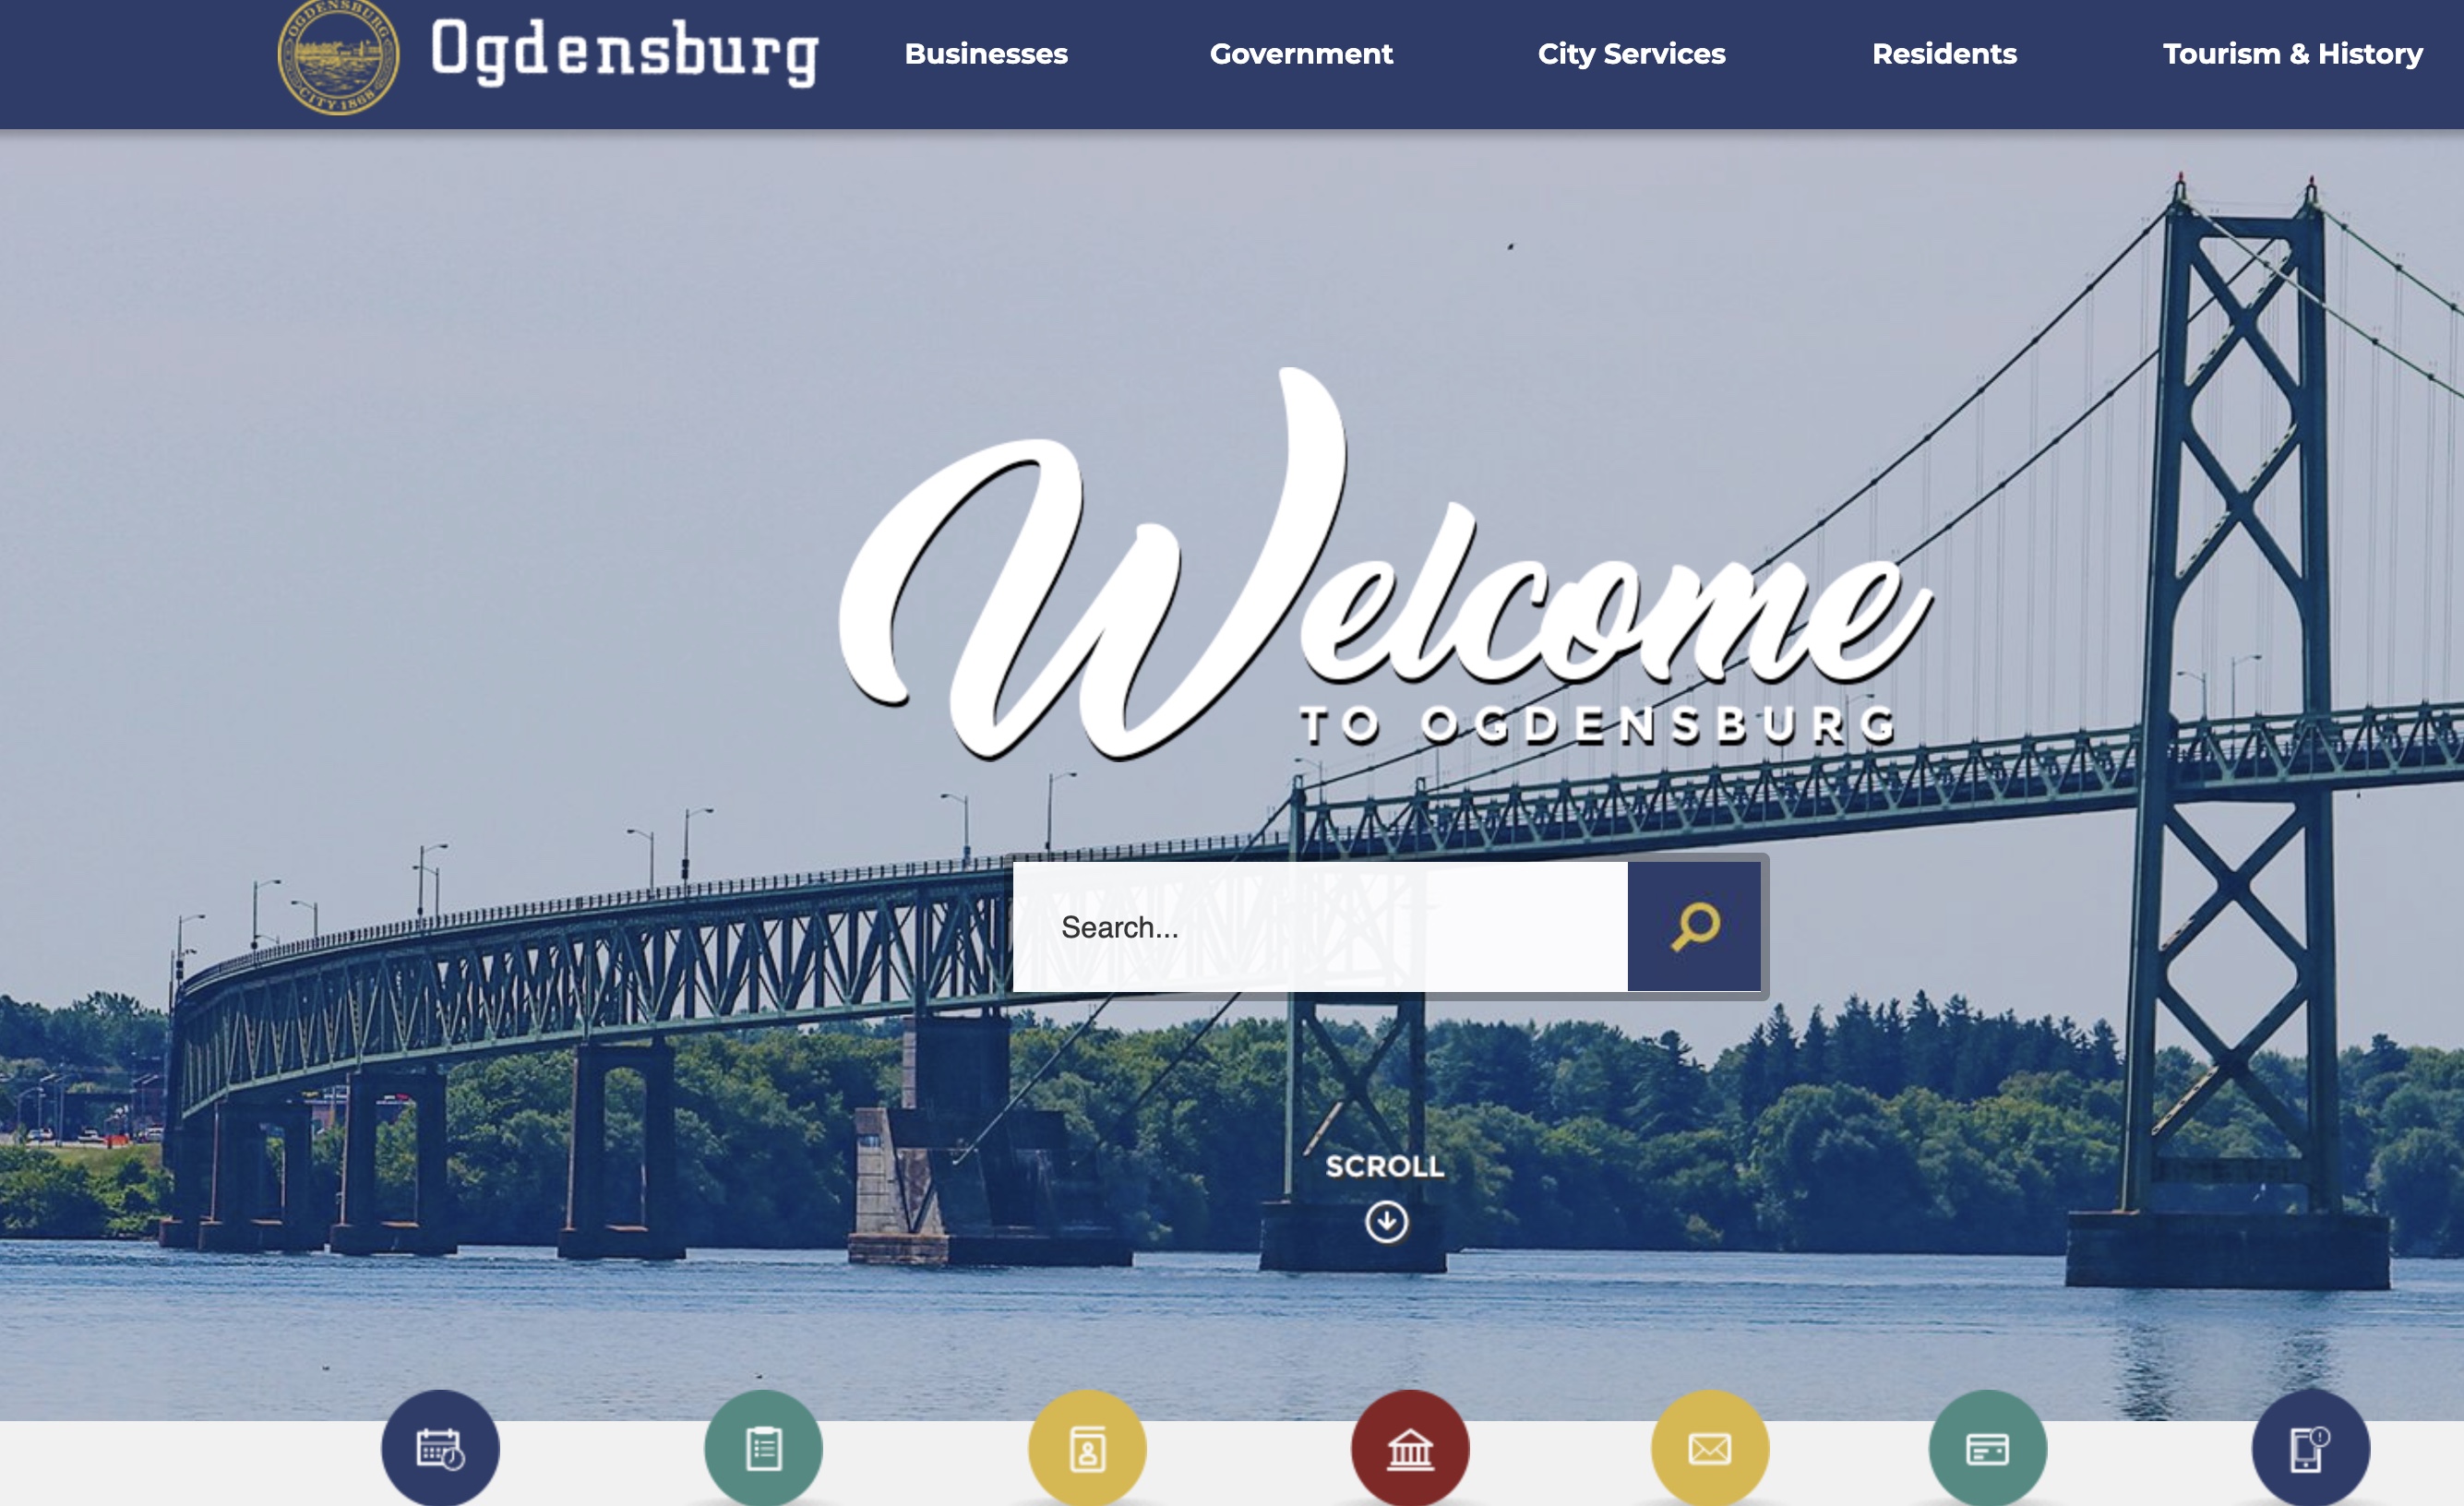 OGDENSBURG
CITY 1868
Ogdensburg
Businesses
Government
City Services
Residents
Tourism & History
Welcome
TO OGDENSBURG
Search...
SCROLL